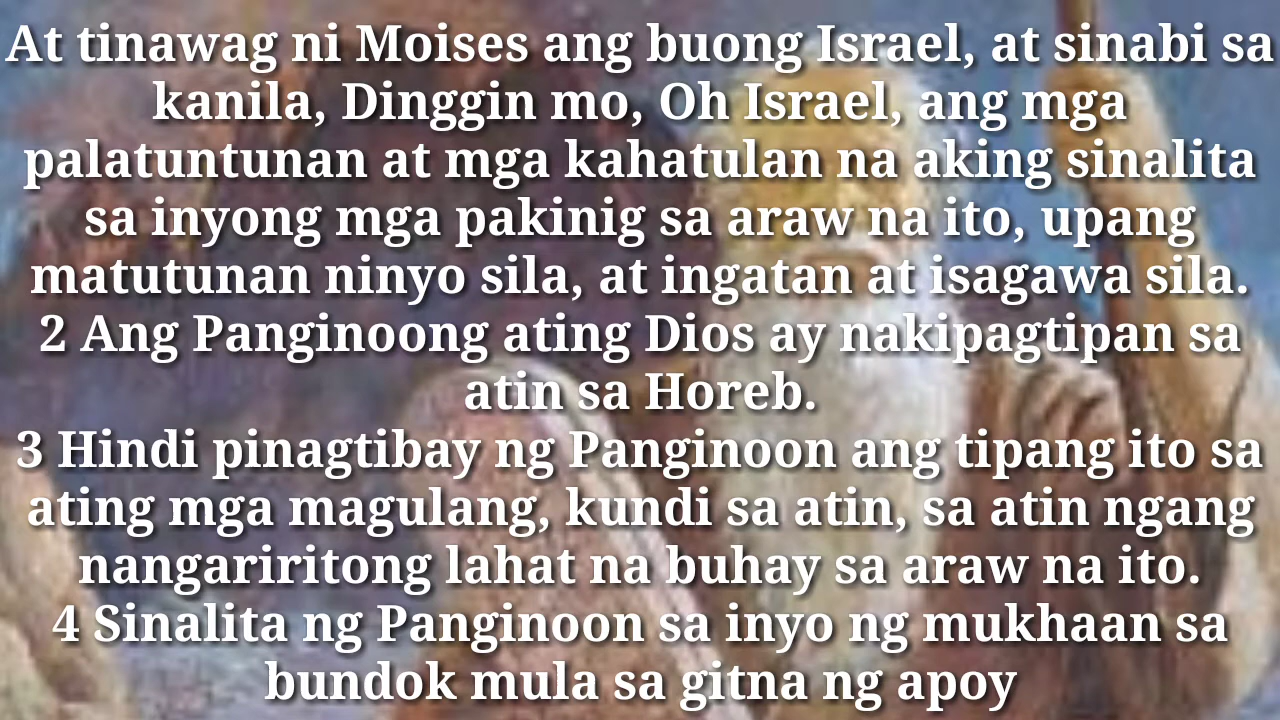 At tinawag ni Moises ang buong Israel, at sinabi sa
kanila, Dinggin mo, Oh Israel, ang mga
palatuntunan at mga kahatulan na aking sinalita
sa inyong mga pakinig sa araw na ito, upang
matutunan ninyo sila, at ingatan at isagawa sila.
2 Ang Panginoong ating Dios ay nakipagtipan sa
atin sa Horeb.
3 Hindi pinagtibay ng Panginoon ang tipang ito sa
ating mga magulang, kundi sa atin, sa atin ngang
nangariritong lahat na buhay sa araw na ito.
4 Sinalita ng Panginoon sa inyo ng mukhaan sa
bundok mula sa gitna ng apoy